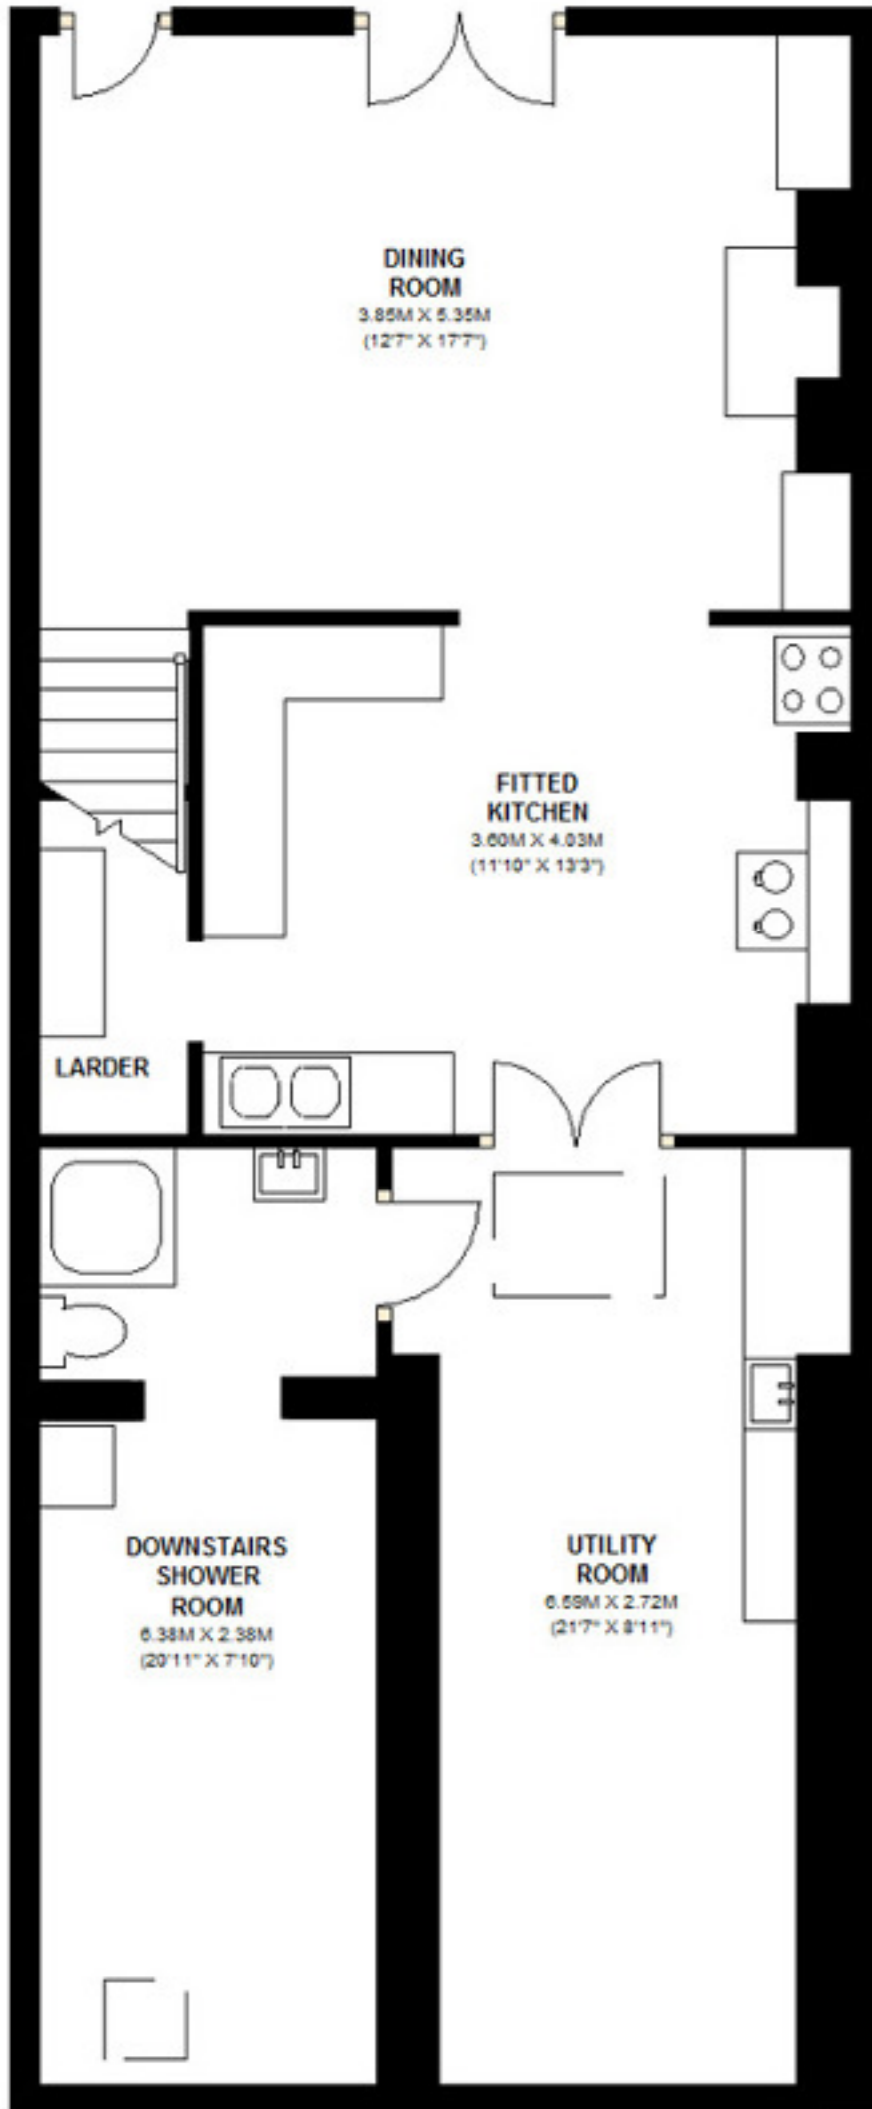 DINING
ROOM
3.85M X 5.35M
(12'7" X 17'7")
FITTED
KITCHEN
3.60M X 4.03M
(11'10" X 13'3")
LARDER
DOWNSTAIRS
SHOWER
ROOM
6.38M X 2.38M
(20'11" X 7'10")
UTILITY
ROOM
6.59M X 2.72M
(21'7" X 8'11")